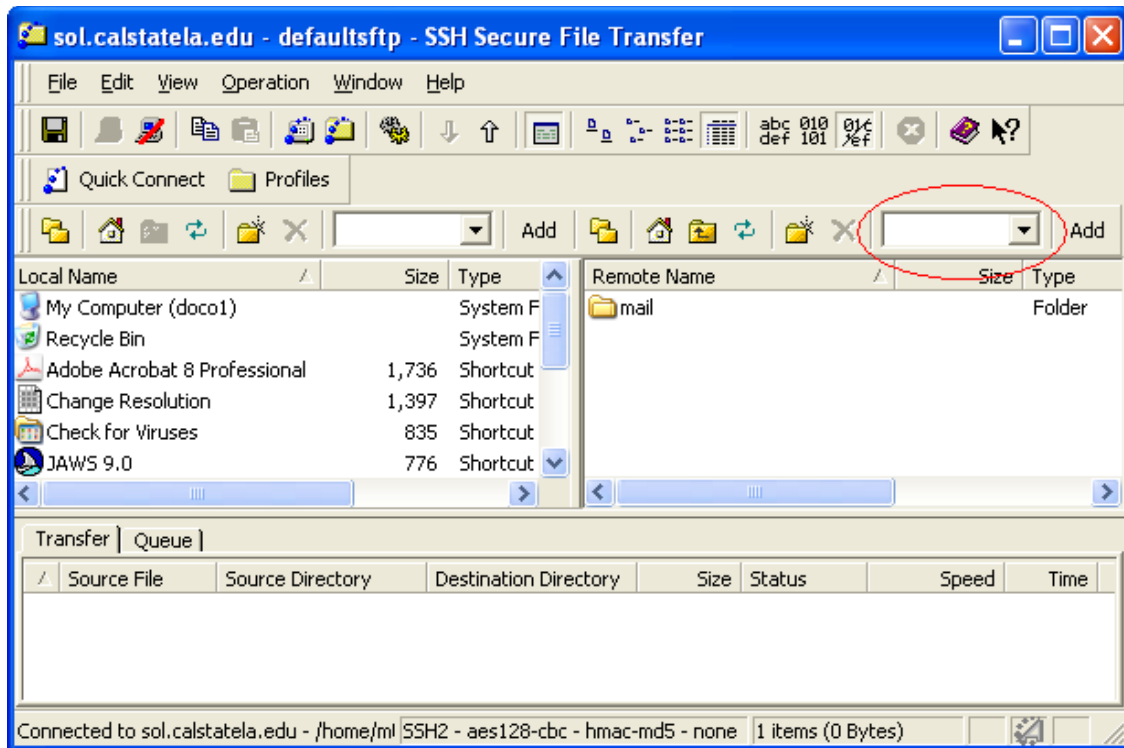 sol.calstatela.edu - defaultsftp - SSH Secure File Transfer
File Edit View Operation Window Help
abc def 010 101
Quick Connect Profiles
Add Add
Local Name Size Type Remote Name Size Type
My Computer (doco1) System F mail Folder
Recycle Bin System F
Adobe Acrobat 8 Professional 1,736 Shortcut
Change Resolution 1,397 Shortcut
Check for Viruses 835 Shortcut
JAWS 9.0 776 Shortcut
Transfer Queue
Source File Source Directory Destination Directory Size Status Speed Time
Connected to sol.calstatela.edu - /home/ml SSH2 - aes128-cbc - hmac-md5 - none 1 items (0 Bytes)